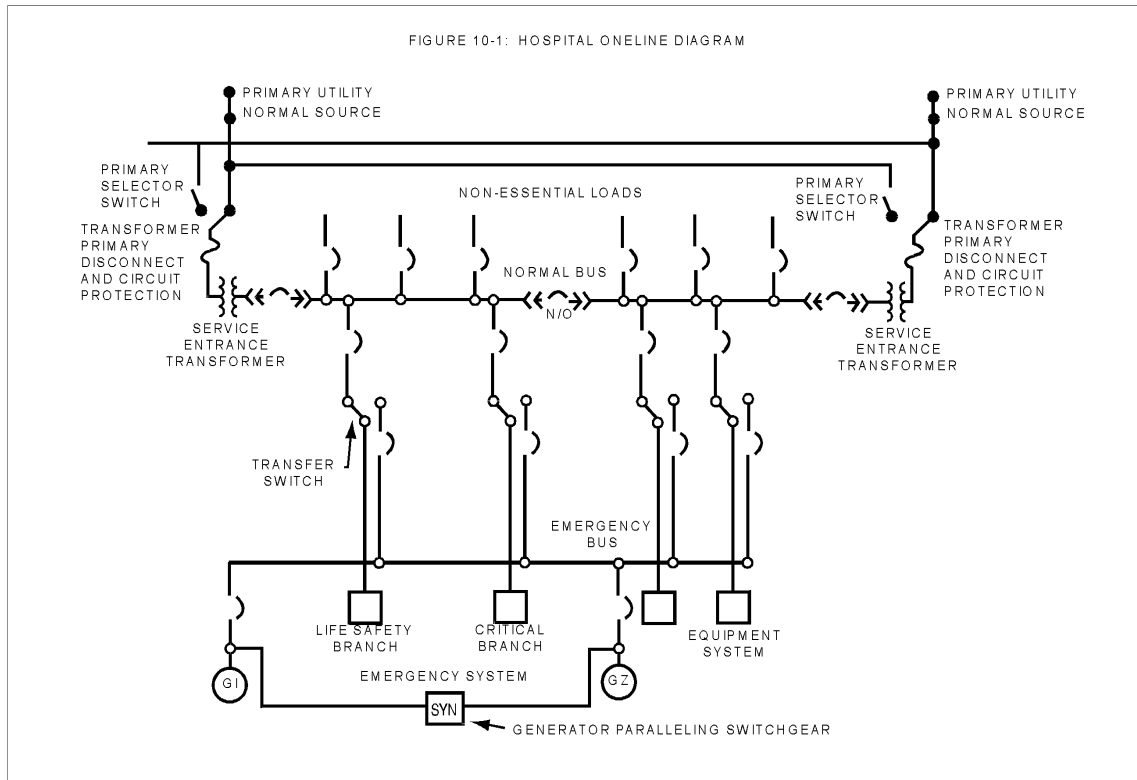 FIGURE 10-1: HOSPITAL ONELINE DIAGRAM
PRIMARY UTILITY
NORMAL SOURCE
PRIMARY UTILITY
NORMAL SOURCE
PRIMARY
SELECTOR
SWITCH
NON-ESSENTIAL LOADS
PRIMARY
SELECTOR
SWITCH
TRANSFORMER
PRIMARY
DISCONNECT
AND CIRCUIT
PROTECTION
TRANSFORMER
PRIMARY
DISCONNECT
AND CIRCUIT
PROTECTION
NORMAL BUS
N/O
SERVICE
ENTRANCE
TRANSFORMER
SERVICE
ENTRANCE
TRANSFORMER
TRANSFER
SWITCH
EMERGENCY
BUS
LIFE SAFETY
BRANCH
CRITICAL
BRANCH
EQUIPMENT
SYSTEM
GI
EMERGENCY SYSTEM
GZ
SYN
GENERATOR PARALLELING SWITCHGEAR